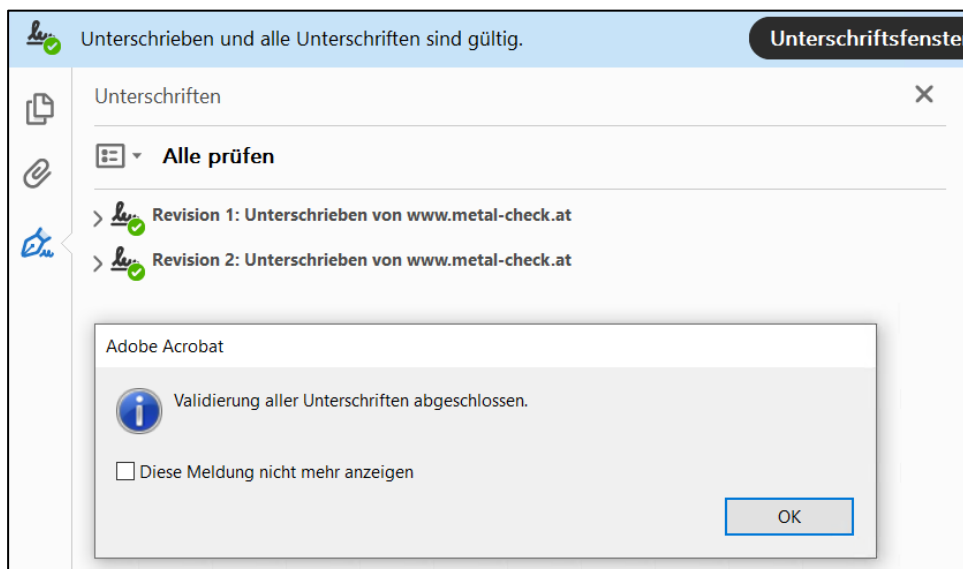 Unterschrieben und alle Unterschriften sind gültig.
Unterschriftsfenste
Unterschriften
Alle prüfen
Revision 1: Unterschrieben von www.metal-check.at
Revision 2: Unterschrieben von www.metal-check.at
Adobe Acrobat
Validierung aller Unterschriften abgeschlossen.
Diese Meldung nicht mehr anzeigen
OK